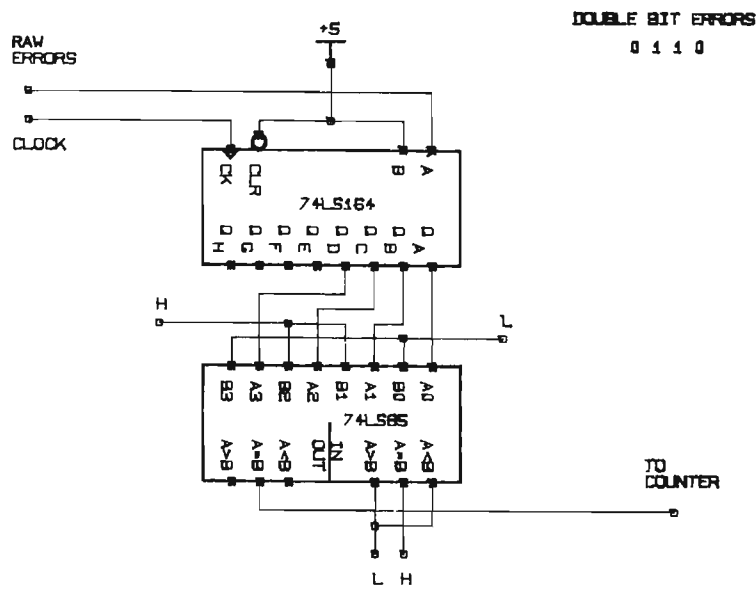 DOUBLE BIT ERRORS
0 1 1 0
+5
RAW
ERRORS
CLOCK
CK
CLR
B
A
74LS164
Q H
Q G
Q F
Q E
Q D
Q C
Q B
Q A
H
L
B3
A3
B2
A2
B1
A1
B0
A0
74LS85
A>B
A=B
A<B
OUT
IN
A>B
A=B
A<B
TO
COUNTER
L
H